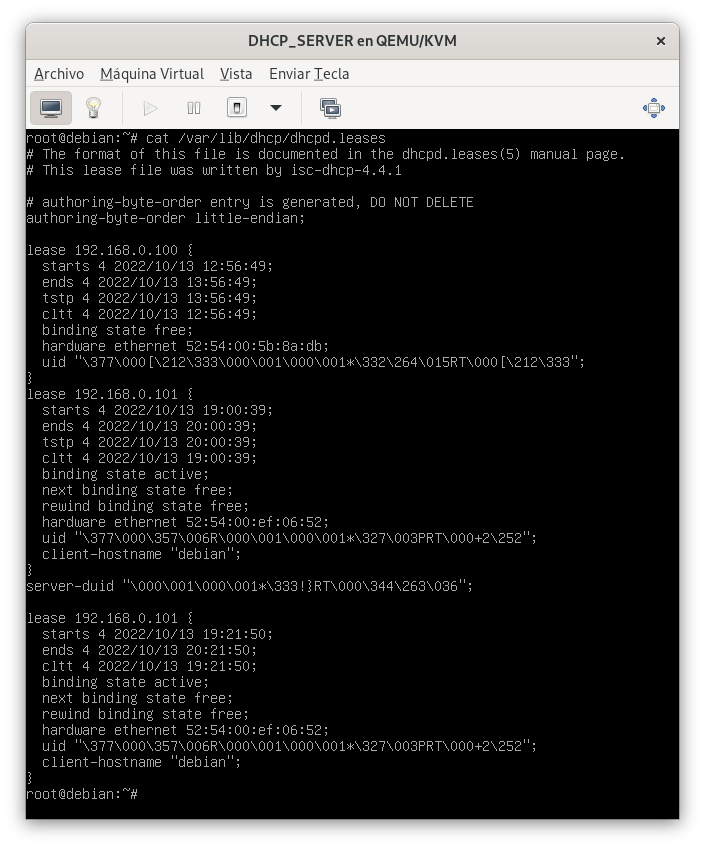 DHCP_SERVER en QEMU/KVM
Archivo Máquina Virtual Vista Enviar Tecla
root@debian:~# cat /var/lib/dhcp/dhcpd.leases
# The format of this file is documented in the dhcpd.leases(5) manual page.
# This lease file was written by isc-dhcp-4.4.1

# authoring-byte-order entry is generated, DO NOT DELETE
authoring-byte-order little-endian;

lease 192.168.0.100 {
  starts 4 2022/10/13 12:56:49;
  ends 4 2022/10/13 13:56:49;
  tstp 4 2022/10/13 13:56:49;
  cltt 4 2022/10/13 12:56:49;
  binding state free;
  hardware ethernet 52:54:00:5b:8a:db;
  uid "\377\000[\212\333\000\001\000\001*\332\264\015RT\000[\212\333";
}
lease 192.168.0.101 {
  starts 4 2022/10/13 19:00:39;
  ends 4 2022/10/13 20:00:39;
  tstp 4 2022/10/13 20:00:39;
  cltt 4 2022/10/13 19:00:39;
  binding state active;
  next binding state free;
  rewind binding state free;
  hardware ethernet 52:54:00:ef:06:52;
  uid "\377\000\357\006R\000\001\000\001*\327\003PRT\000+2\252";
  client-hostname "debian";
}
server-duid "\000\001\000\001*\333!}RT\000\344\263\036";

lease 192.168.0.101 {
  starts 4 2022/10/13 19:21:50;
  ends 4 2022/10/13 20:21:50;
  cltt 4 2022/10/13 19:21:50;
  binding state active;
  next binding state free;
  rewind binding state free;
  hardware ethernet 52:54:00:ef:06:52;
  uid "\377\000\357\006R\000\001\000\001*\327\003PRT\000+2\252";
  client-hostname "debian";
}
root@debian:~#